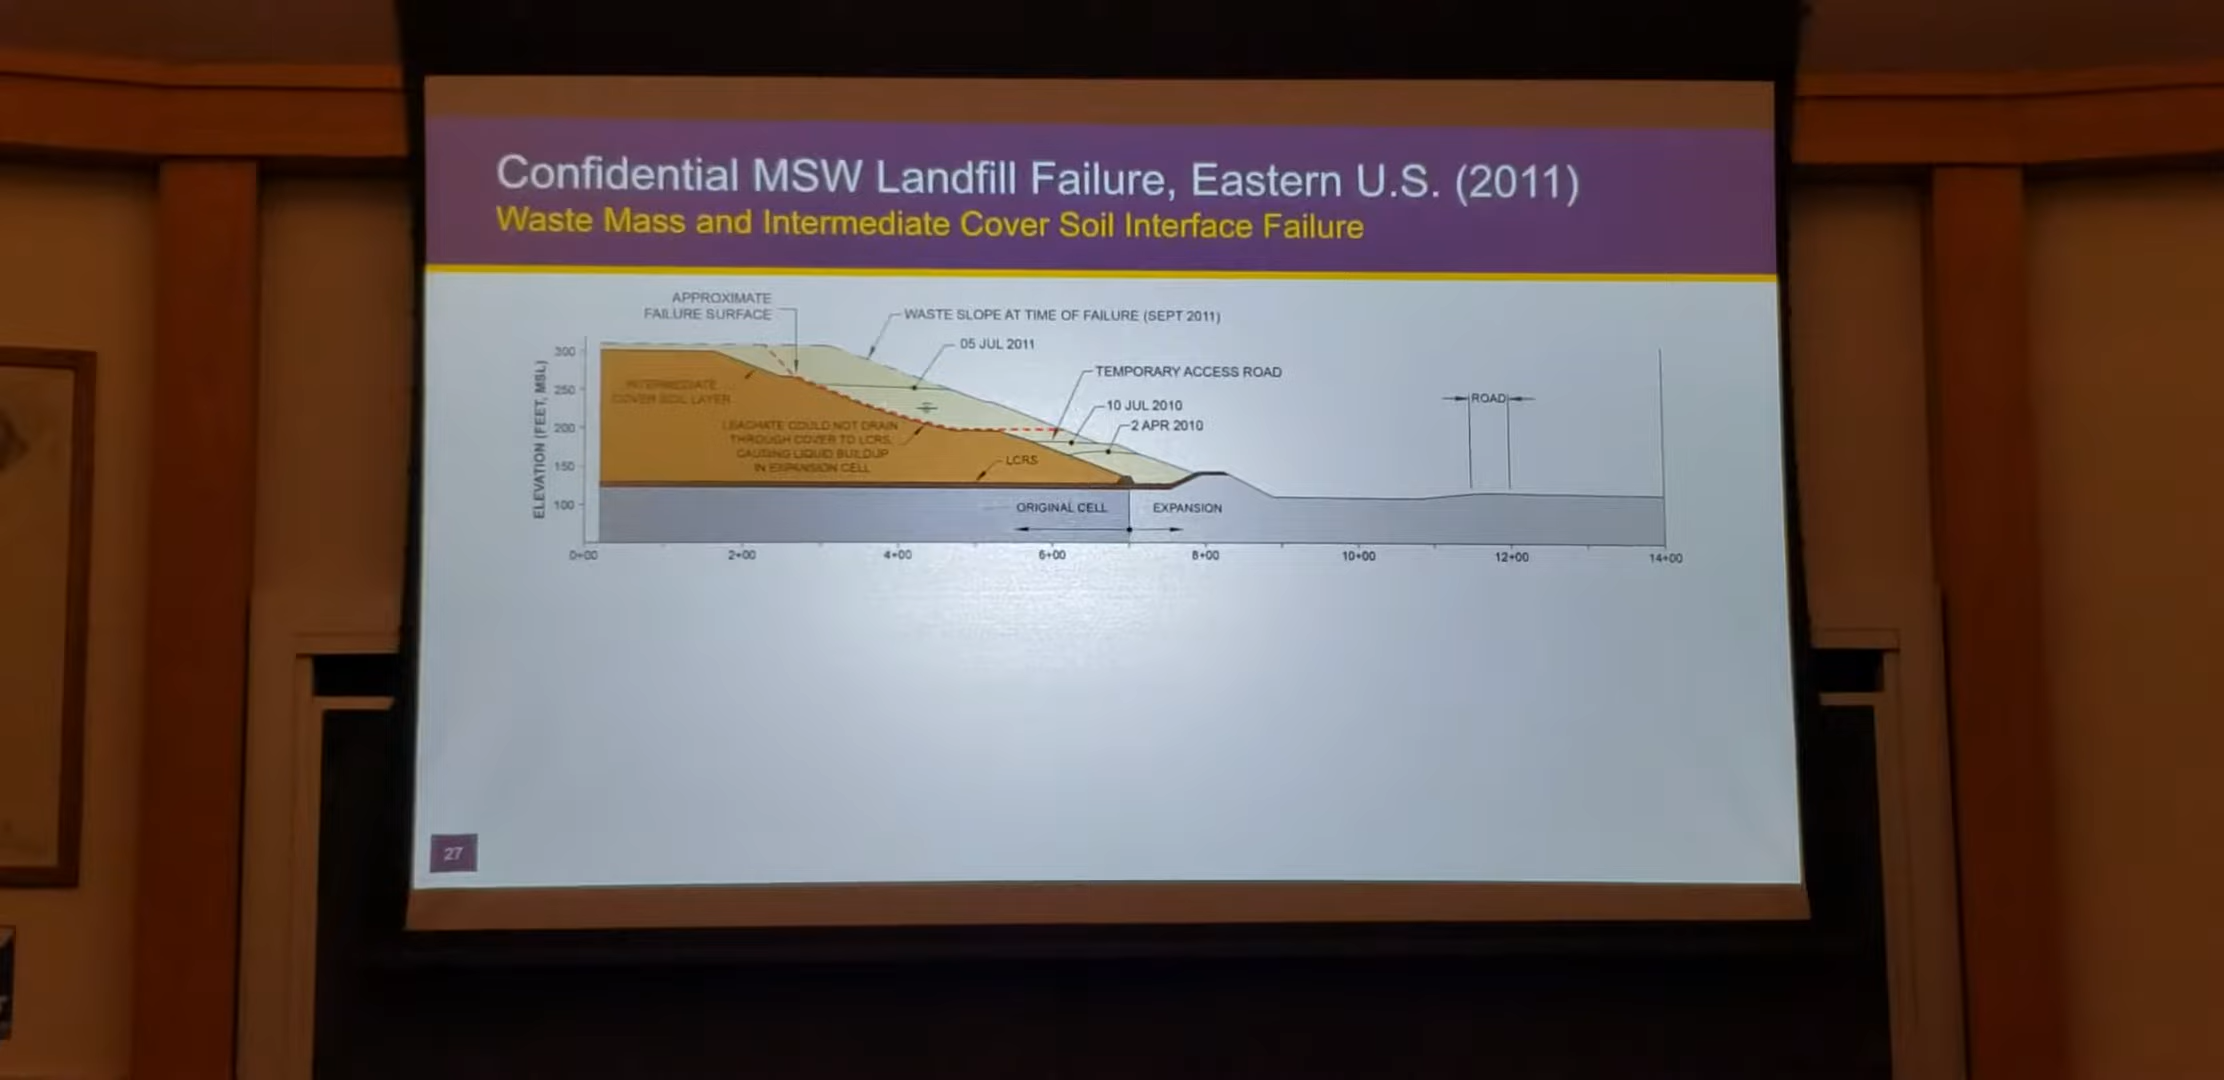 Confidential MSW Landfill Failure, Eastern U.S. (2011)
Waste Mass and Intermediate Cover Soil Interface Failure
APPROXIMATE
FAILURE SURFACE
WASTE SLOPE AT TIME OF FAILURE (SEPT 2011)
05 JUL 2011
TEMPORARY ACCESS ROAD
10 JUL 2010
2 APR 2010
ROAD
ELEVATION (FEET, MSL)
300
250
200
150
100
INTERMEDIATE
COVER SOIL LAYER
LEACHATE COULD NOT DRAIN
THROUGH COVER TO LCRS,
CAUSING LIQUID BUILDUP
IN EXPANSION CELL
LCRS
ORIGINAL CELL
EXPANSION
0+00
2+00
4+00
6+00
8+00
10+00
12+00
14+00
27